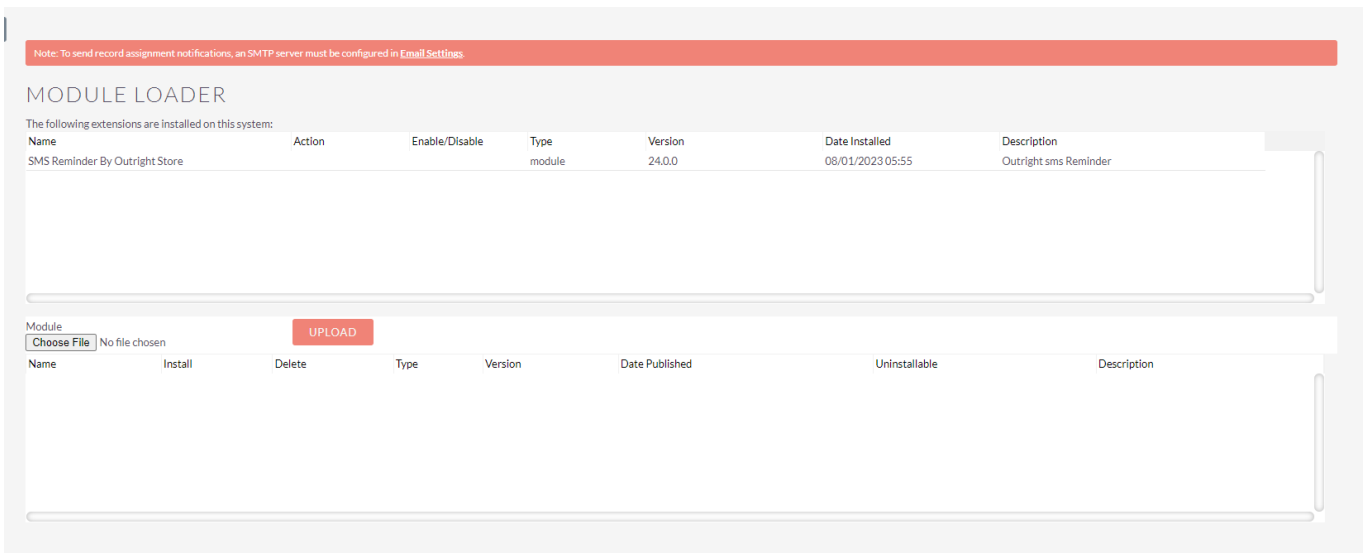 Note: To send record assignment notifications, an SMTP server must be configured in Email Settings.
MODULE LOADER
The following extensions are installed on this system:
Name Action Enable/Disable Type Version Date Installed Description
SMS Reminder By Outright Store module 24.0.0 08/01/2023 05:55 Outright sms Reminder
Module
Choose File No file chosen UPLOAD
Name Install Delete Type Version Date Published Uninstallable Description